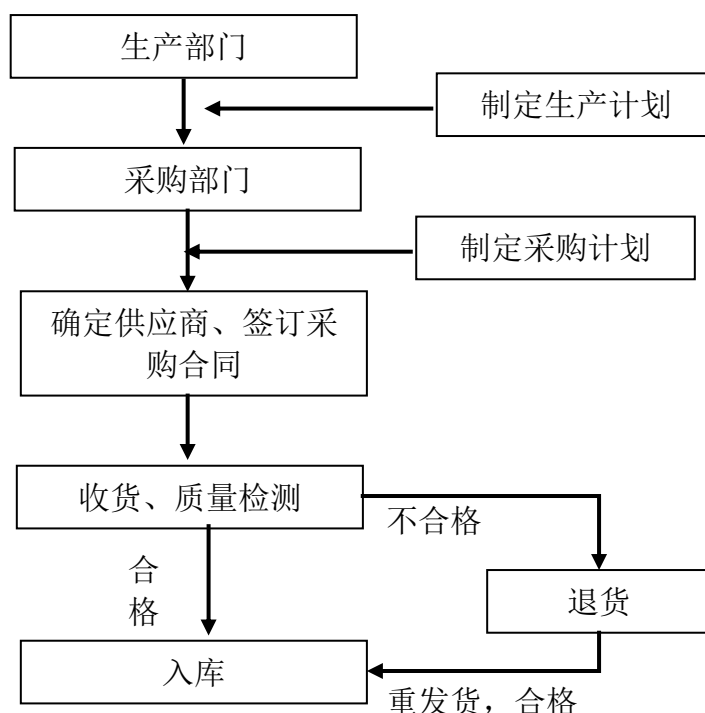 生产部门
制定生产计划
采购部门
制定采购计划
确定供应商、签订采
购合同
收货、质量检测
不合格
合
格
退货
入库
重发货，合格